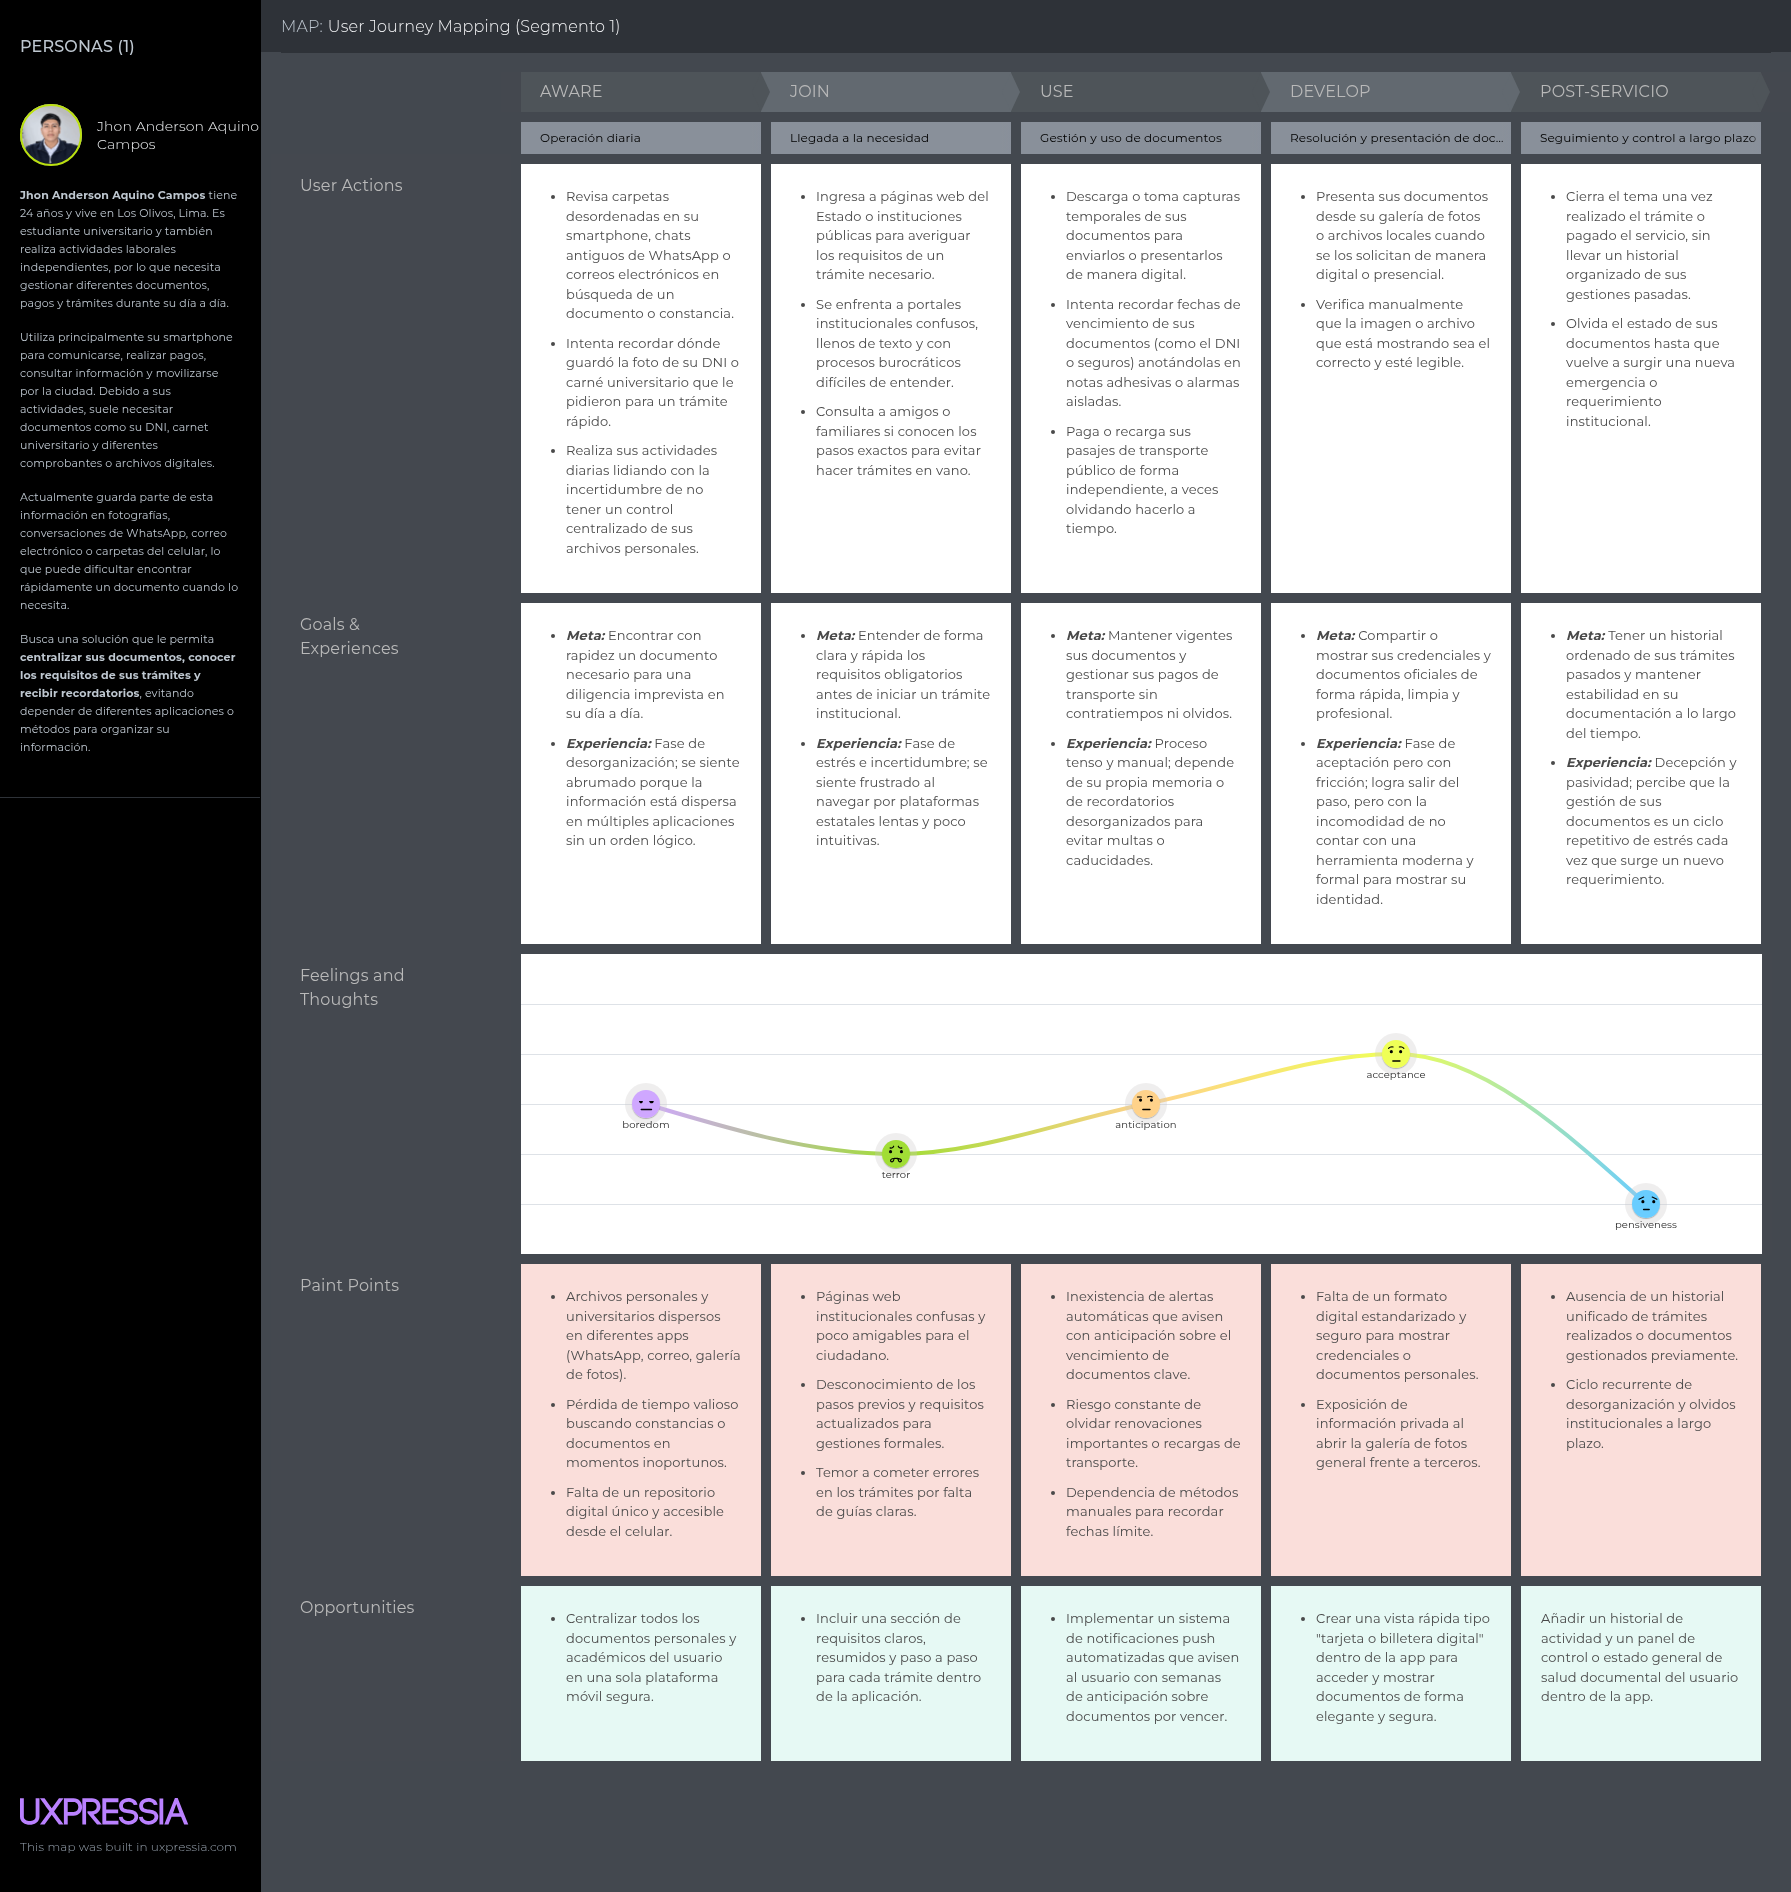 PERSONAS (1)
Jhon Anderson Aquino
Campos
Jhon Anderson Aquino Campos tiene
24 años y vive en Los Olivos, Lima. Es
estudiante universitario y también
realiza actividades laborales
independientes, por lo que necesita
gestionar diferentes documentos,
pagos y trámites durante su día a día.
Utiliza principalmente su smartphone
para comunicarse, realizar pagos,
consultar información y movilizarse
por la ciudad. Debido a sus
actividades, suele necesitar
documentos como su DNI, carnet
universitario y diferentes
comprobantes o archivos digitales.
Actualmente guarda parte de esta
información en fotografías,
conversaciones de WhatsApp, correo
electrónico o carpetas del celular, lo
que puede dificultar encontrar
rápidamente un documento cuando lo
necesita.
Busca una solución que le permita
centralizar sus documentos, conocer
los requisitos de sus trámites y
recibir recordatorios, evitando
depender de diferentes aplicaciones o
métodos para organizar su
información.
UXPRESSIA
This map was built in uxpressia.com
MAP: User Journey Mapping (Segmento 1)
AWARE
JOIN
USE
DEVELOP
POST-SERVICIO
Operación diaria
Llegada a la necesidad
Gestión y uso de documentos
Resolución y presentación de doc...
Seguimiento y control a largo plazo
User Actions
• Revisa carpetas
desordenadas en su
smartphone, chats
antiguos de WhatsApp o
correos electrónicos en
búsqueda de un
documento o constancia.
• Intenta recordar dónde
guardó la foto de su DNI o
carné universitario que le
pidieron para un trámite
rápido.
• Realiza sus actividades
diarias lidiando con la
incertidumbre de no
tener un control
centralizado de sus
archivos personales.
• Ingresa a páginas web del
Estado o instituciones
públicas para averiguar
los requisitos de un
trámite necesario.
• Se enfrenta a portales
institucionales confusos,
llenos de texto y con
procesos burocráticos
difíciles de entender.
• Consulta a amigos o
familiares si conocen los
pasos exactos para evitar
hacer trámites en vano.
• Descarga o toma capturas
temporales de sus
documentos para
enviarlos o presentarlos
de manera digital.
• Intenta recordar fechas de
vencimiento de sus
documentos (como el DNI
o seguros) anotándolas en
notas adhesivas o alarmas
aisladas.
• Paga o recarga sus
pasajes de transporte
público de forma
independiente, a veces
olvidando hacerlo a
tiempo.
• Presenta sus documentos
desde su galería de fotos
o archivos locales cuando
se los solicitan de manera
digital o presencial.
• Verifica manualmente
que la imagen o archivo
que está mostrando sea el
correcto y esté legible.
• Cierra el tema una vez
realizado el trámite o
pagado el servicio, sin
llevar un historial
organizado de sus
gestiones pasadas.
• Olvida el estado de sus
documentos hasta que
vuelve a surgir una nueva
emergencia o
requerimiento
institucional.
Goals &
Experiences
• Meta: Encontrar con
rapidez un documento
necesario para una
diligencia imprevista en
su día a día.
• Experiencia: Fase de
desorganización; se siente
abrumado porque la
información está dispersa
en múltiples aplicaciones
sin un orden lógico.
• Meta: Entender de forma
clara y rápida los
requisitos obligatorios
antes de iniciar un trámite
institucional.
• Experiencia: Fase de
estrés e incertidumbre; se
siente frustrado al
navegar por plataformas
estatales lentas y poco
intuitivas.
• Meta: Mantener vigentes
sus documentos y
gestionar sus pagos de
transporte sin
contratiempos ni olvidos.
• Experiencia: Proceso
tenso y manual; depende
de su propia memoria o
de recordatorios
desorganizados para
evitar multas o
caducidades.
• Meta: Compartir o
mostrar sus credenciales y
documentos oficiales de
forma rápida, limpia y
profesional.
• Experiencia: Fase de
aceptación pero con
fricción; logra salir del
paso, pero con la
incomodidad de no
contar con una
herramienta moderna y
formal para mostrar su
identidad.
• Meta: Tener un historial
ordenado de sus trámites
pasados y mantener
estabilidad en su
documentación a lo largo
del tiempo.
• Experiencia: Decepción y
pasividad; percibe que la
gestión de sus
documentos es un ciclo
repetitivo de estrés cada
vez que surge un nuevo
requerimiento.
Feelings and
Thoughts
boredom
terror
anticipation
acceptance
pensiveness
Paint Points
• Archivos personales y
universitarios dispersos
en diferentes apps
(WhatsApp, correo, galería
de fotos).
• Pérdida de tiempo valioso
buscando constancias o
documentos en
momentos inoportunos.
• Falta de un repositorio
digital único y accesible
desde el celular.
• Páginas web
institucionales confusas y
poco amigables para el
ciudadano.
• Desconocimiento de los
pasos previos y requisitos
actualizados para
gestiones formales.
• Temor a cometer errores
en los trámites por falta
de guías claras.
• Inexistencia de alertas
automáticas que avisen
con anticipación sobre el
vencimiento de
documentos clave.
• Riesgo constante de
olvidar renovaciones
importantes o recargas de
transporte.
• Dependencia de métodos
manuales para recordar
fechas límite.
• Falta de un formato
digital estandarizado y
seguro para mostrar
credenciales o
documentos personales.
• Exposición de
información privada al
abrir la galería de fotos
general frente a terceros.
• Ausencia de un historial
unificado de trámites
realizados o documentos
gestionados previamente.
• Ciclo recurrente de
desorganización y olvidos
institucionales a largo
plazo.
Opportunities
• Centralizar todos los
documentos personales y
académicos del usuario
en una sola plataforma
móvil segura.
• Incluir una sección de
requisitos claros,
resumidos y paso a paso
para cada trámite dentro
de la aplicación.
• Implementar un sistema
de notificaciones push
automatizadas que avisen
al usuario con semanas
de anticipación sobre
documentos por vencer.
• Crear una vista rápida tipo
"tarjeta o billetera digital"
dentro de la app para
acceder y mostrar
documentos de forma
elegante y segura.
Añadir un historial de
actividad y un panel de
control o estado general de
salud documental del usuario
dentro de la app.